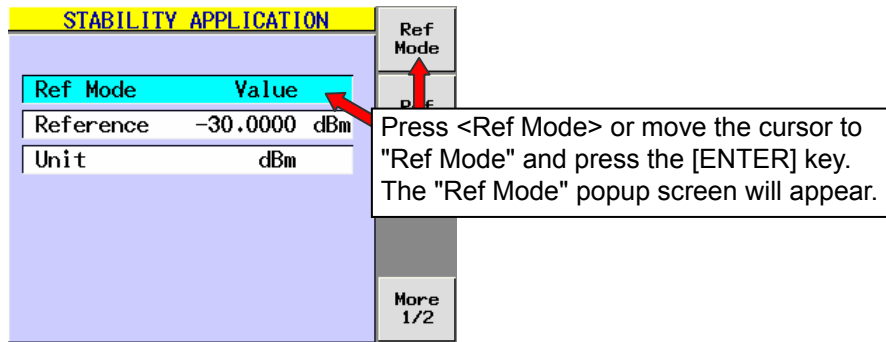 STABILITY APPLICATION
Ref Mode
Ref Mode Value
Reference -30.0000 dBm
Unit dBm
Press <Ref Mode> or move the cursor to
"Ref Mode" and press the [ENTER] key.
The "Ref Mode" popup screen will appear.
More
1/2